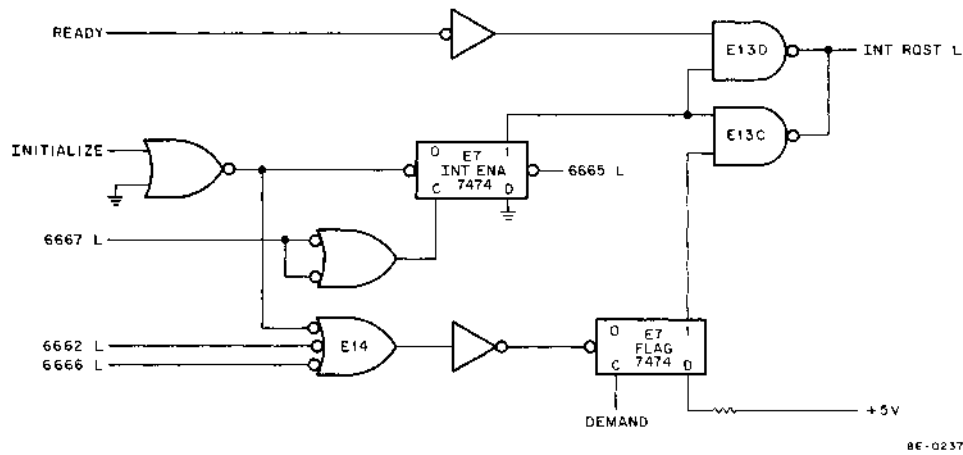 READY
E13D
INT RQST L
E13C
INITIALIZE
0 E7 1
INT ENA
7474
C D
6665 L
6667 L
E14
6662 L
6666 L
0 E7 1
FLAG
7474
C D
DEMAND
+5V
8E-0237